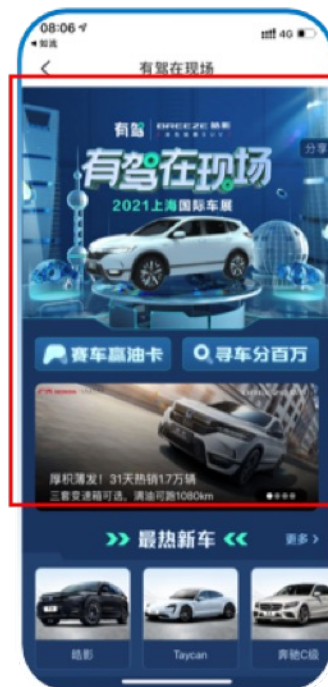 08:06
4G
◀ 如流
有驾在现场
有驾 BREEZE 皓影
分享
有驾在现场
2021上海国际车展
赛车赢油卡
寻车分百万
厚积薄发！31天热销1.7万辆
三套变速箱可选，满油可跑1080km
最热新车
更多 >
皓影
Taycan
奔驰C级